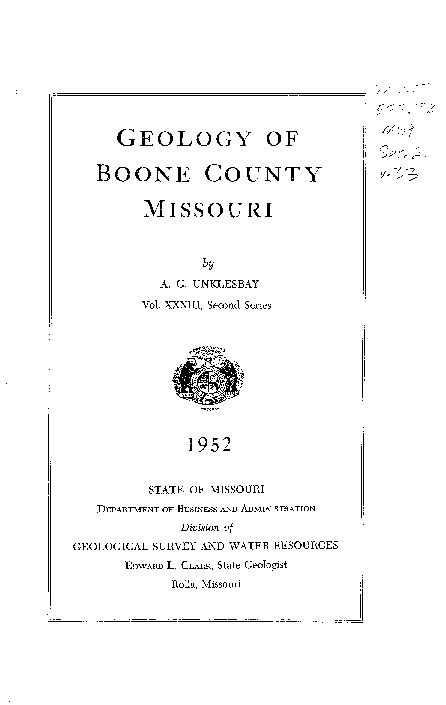 GEOLOGY OF
BOONE COUNTY
MISSOURI
by
A. G. UNKLESBAY
Vol. XXXIII, Second Series
1952
STATE OF MISSOURI
DEPARTMENT OF BUSINESS AND ADMINISTRATION
Division of
GEOLOGICAL SURVEY AND WATER RESOURCES
EDWARD L. CLARK, State Geologist
Rolla, Missouri
v.33